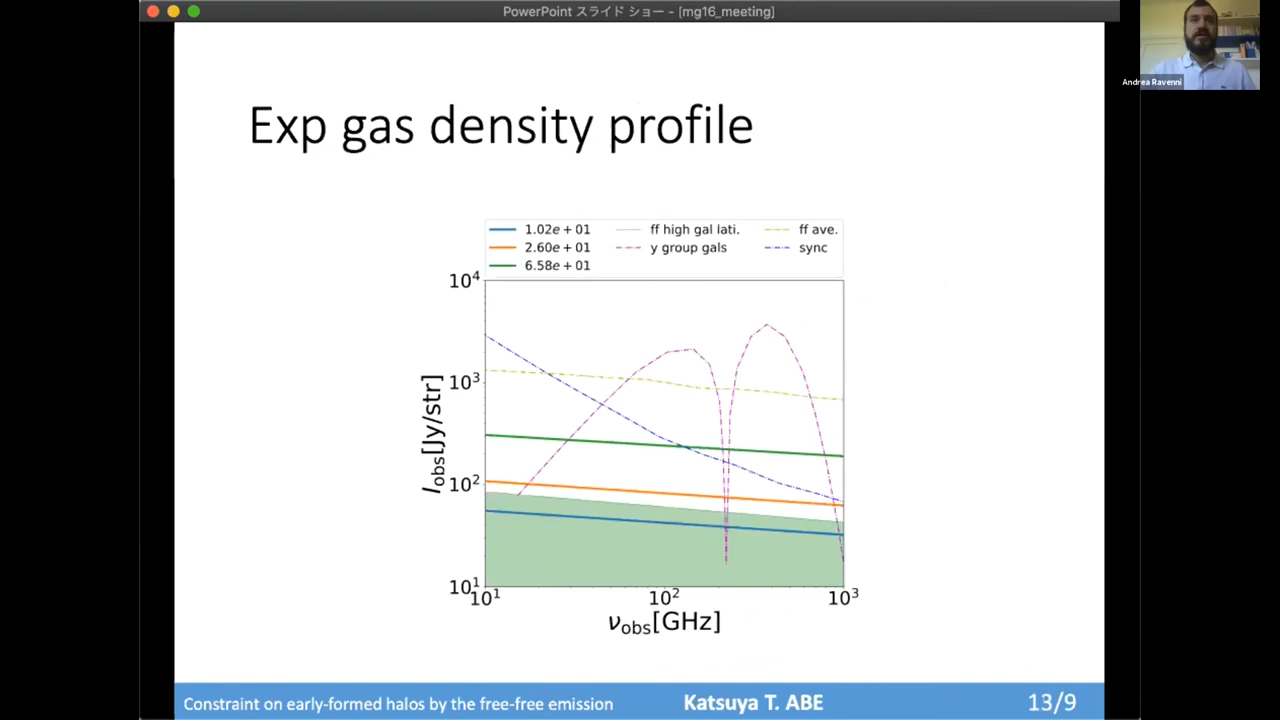 PowerPoint スライド ショー - [mg16_meeting]
Andrea Ravenni
Exp gas density profile
1.02e + 01
2.60e + 01
6.58e + 01
ff high gal lati.
y group gals
ff ave.
sync
10⁴
10³
10²
10¹
I_obs[Jy/str]
10¹ 10² 10³
ν_obs[GHz]
Constraint on early-formed halos by the free-free emission
Katsuya T. ABE
13/9